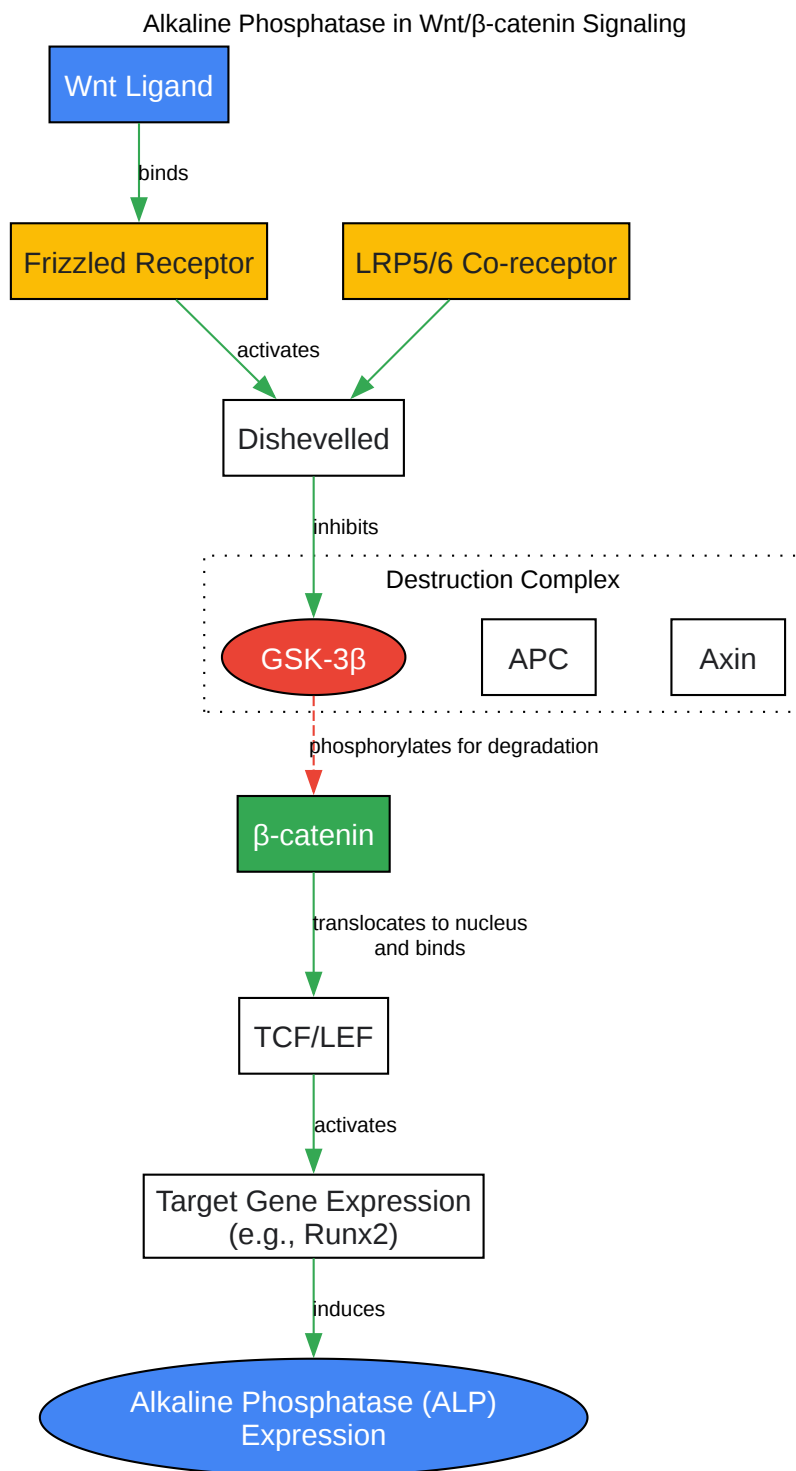 Alkaline Phosphatase in Wnt/β-catenin Signaling
Wnt Ligand
binds
Frizzled Receptor
LRP5/6 Co-receptor
activates
Dishevelled
inhibits
Destruction Complex
GSK-3β
APC
Axin
phosphorylates for degradation
β-catenin
translocates to nucleus
and binds
TCF/LEF
activates
Target Gene Expression
(e.g., Runx2)
induces
Alkaline Phosphatase (ALP)
Expression